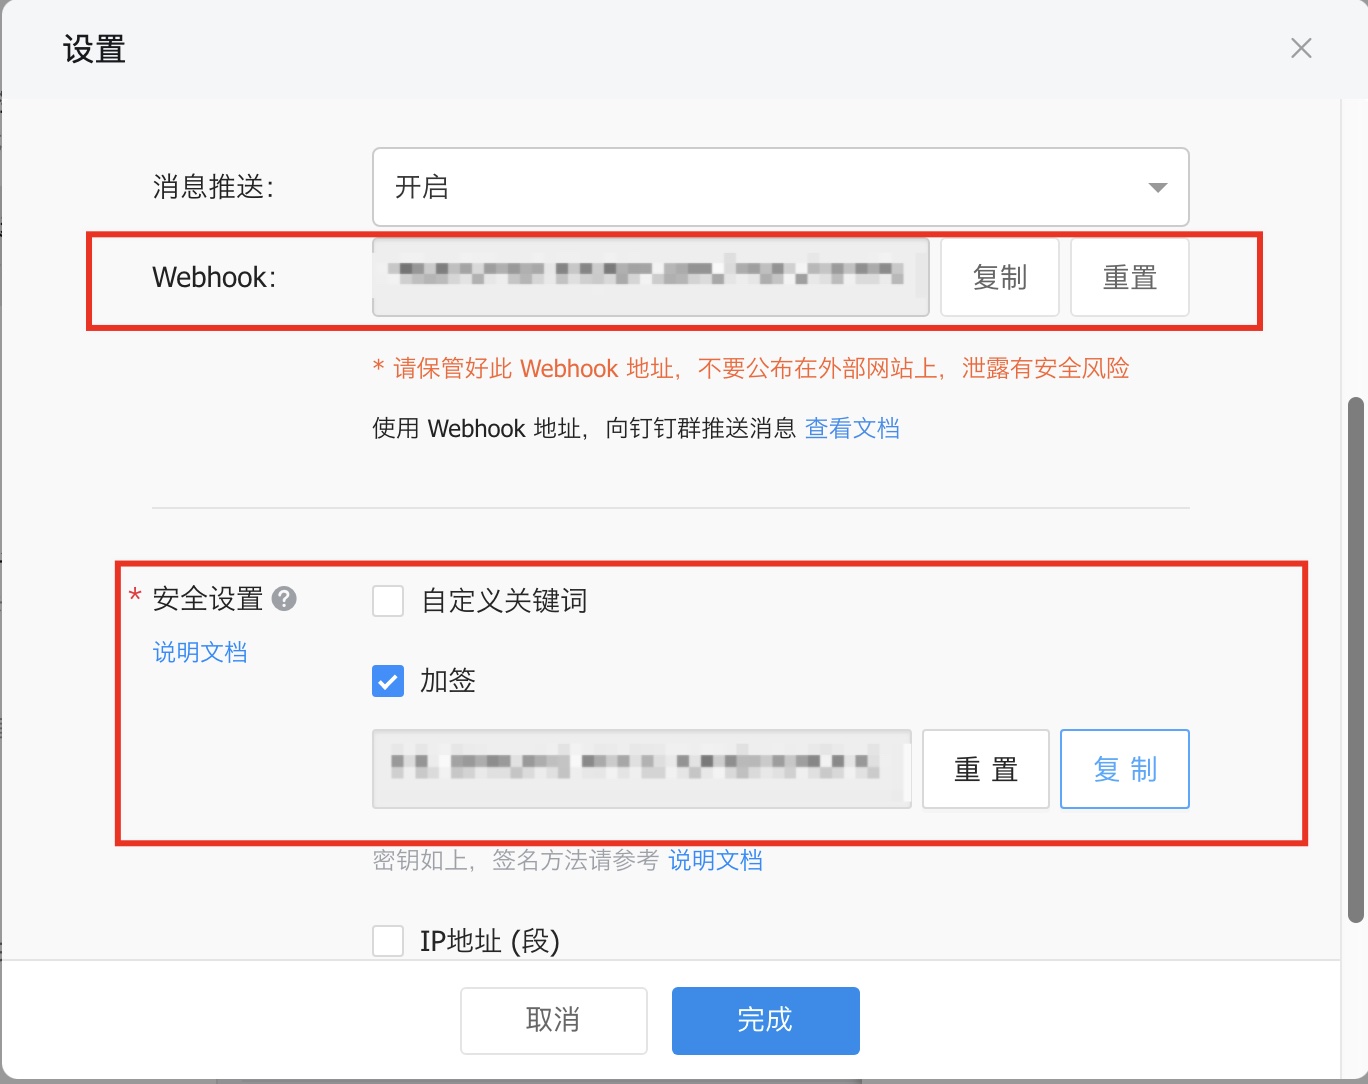 设置
消息推送：
开启
Webhook：
复制
重置
* 请保管好此 Webhook 地址，不要公布在外部网站上，泄露有安全风险
使用 Webhook 地址，向钉钉群推送消息 查看文档
* 安全设置 ?
自定义关键词
说明文档
加签
重 置
复 制
密钥如上，签名方法请参考 说明文档
IP地址 (段)
取消
完成